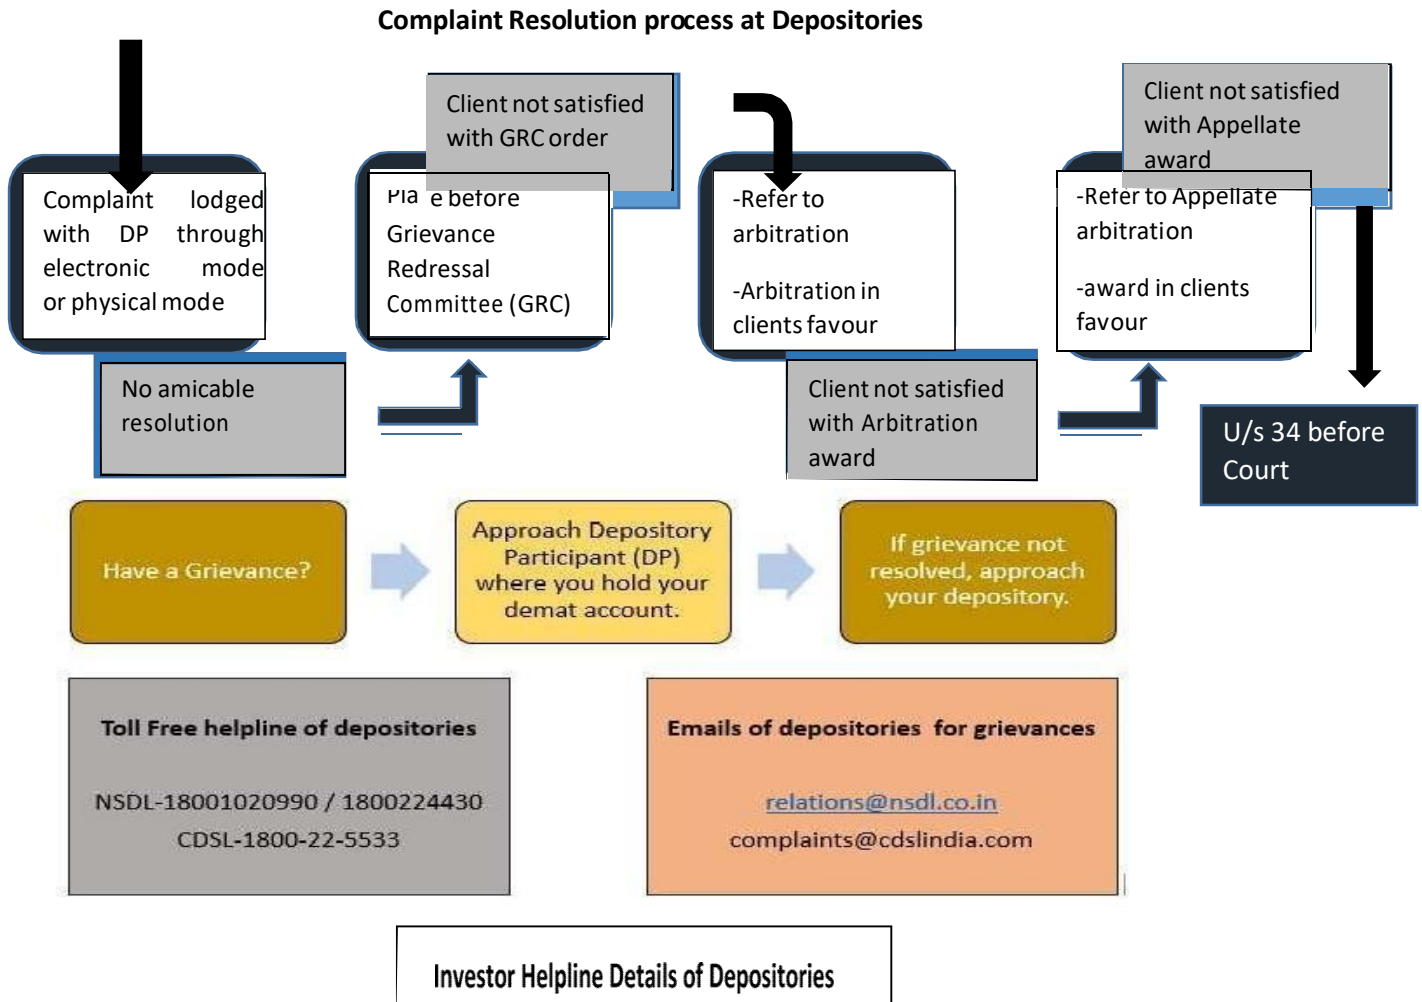 Complaint Resolution process at Depositories
Complaint lodged
with DP through
electronic mode
or physical mode
No amicable
resolution
Client not satisfied
with GRC order
Pla e before
Grievance
Redressal
Committee (GRC)
-Refer to
arbitration
-Arbitration in
clients favour
Client not satisfied
with Arbitration
award
Client not satisfied
with Appellate
award
-Refer to Appellate
arbitration
-award in clients
favour
U/s 34 before
Court
Have a Grievance?
Approach Depository
Participant (DP)
where you hold your
demat account.
If grievance not
resolved, approach
your depository.
Toll Free helpline of depositories
NSDL-18001020990 / 1800224430
CDSL-1800-22-5533
Emails of depositories for grievances
relations@nsdl.co.in
complaints@cdslindia.com
Investor Helpline Details of Depositories